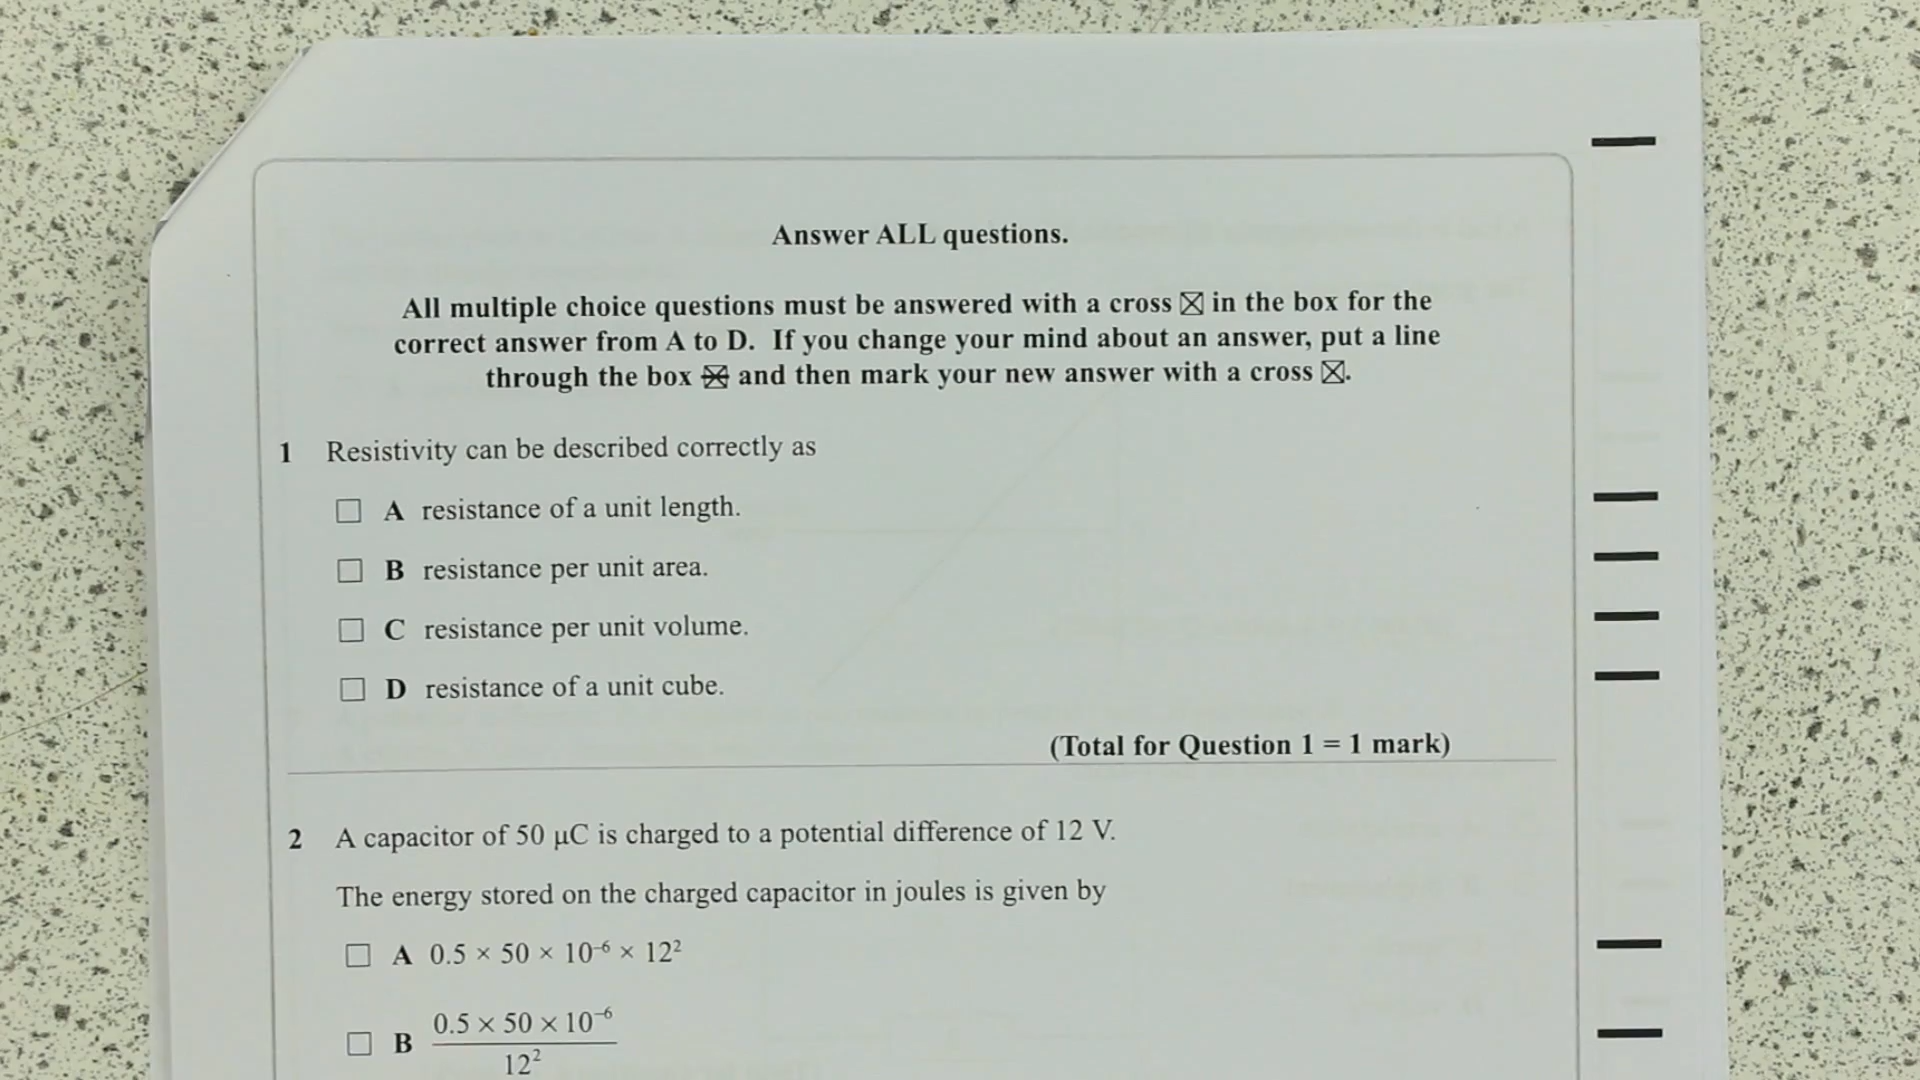 Answer ALL questions.
All multiple choice questions must be answered with a cross ☒ in the box for the
correct answer from A to D. If you change your mind about an answer, put a line
through the box and then mark your new answer with a cross ☒.
1 Resistivity can be described correctly as
A resistance of a unit length.
B resistance per unit area.
C resistance per unit volume.
D resistance of a unit cube.
(Total for Question 1 = 1 mark)
2 A capacitor of 50 μC is charged to a potential difference of 12 V.
The energy stored on the charged capacitor in joules is given by
A 0.5 × 50 × 10⁻⁶ × 12²
B 0.5 × 50 × 10⁻⁶
12²